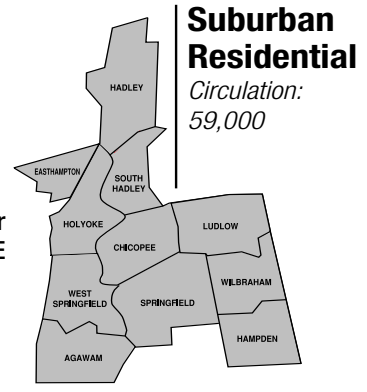 Suburban
Residential
Circulation:
59,000
HADLEY
EASTHAMPTON
SOUTH
HADLEY
r
E
HOLYOKE
LUDLOW
CHICOPEE
WILBRAHAM
WEST
SPRINGFIELD
SPRINGFIELD
HAMPDEN
AGAWAM